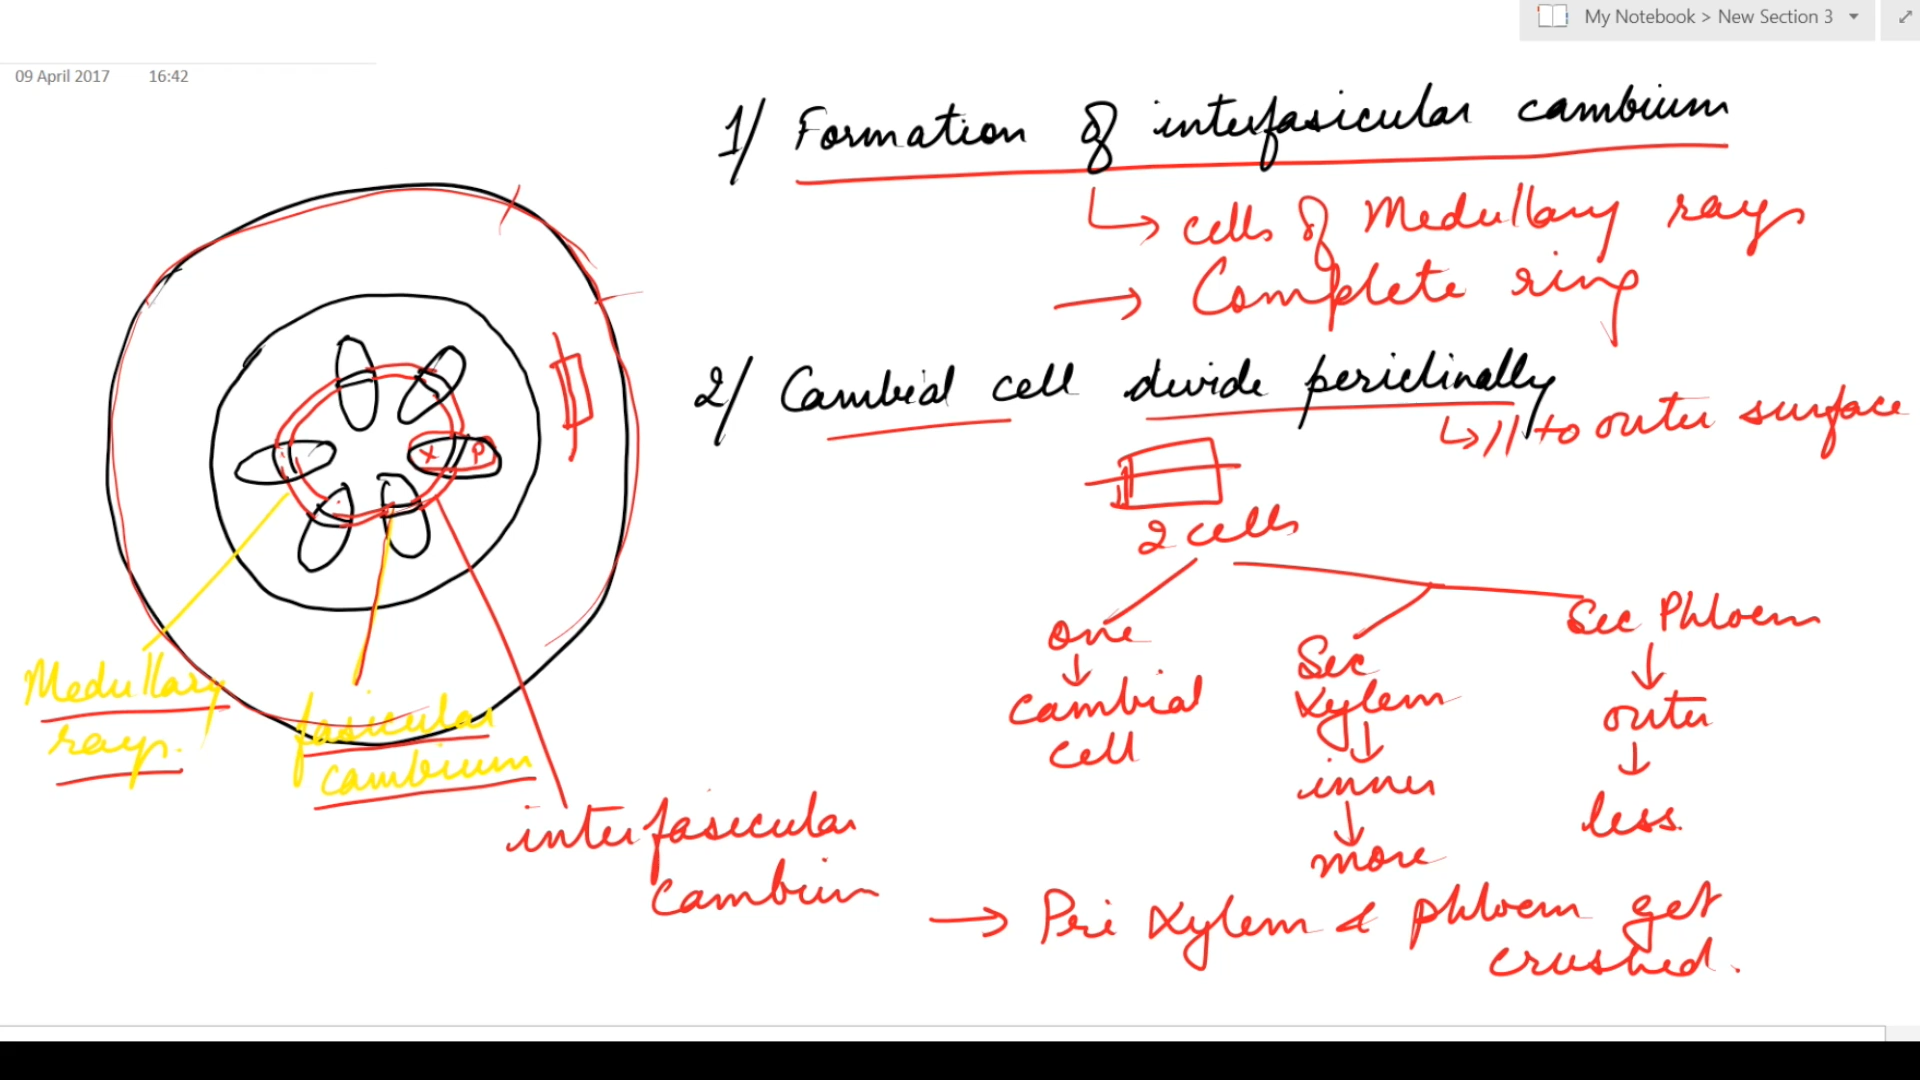 My Notebook > New Section 3
09 April 2017 16:42
1/ Formation of interfasicular cambium
↳ cells of Medullary rays
→ Complete ring
2/ Cambial cell divide periclinally
↳ // to outer surface
X P
2 cells
one
↓
cambial
cell
Sec
Xylem
↓
inner
↓
more
Sec Phloem
↓
outer
↓
less.
Medullary
rays.
fasicular
cambium
interfasicular
Cambium
→ Pri Xylem & phloem get
crushed.